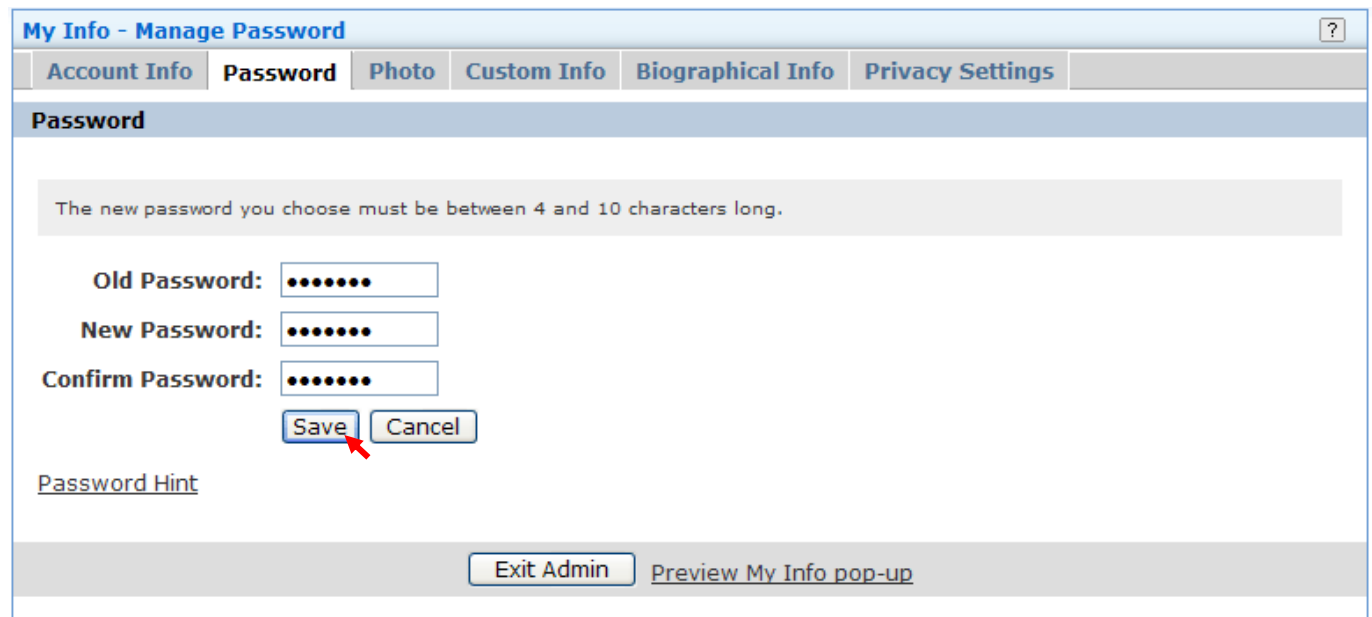 My Info - Manage Password ?
Account Info Password Photo Custom Info Biographical Info Privacy Settings
Password
The new password you choose must be between 4 and 10 characters long.
Old Password: •••••••
New Password: •••••••
Confirm Password: •••••••
Save Cancel
Password Hint
Exit Admin Preview My Info pop-up